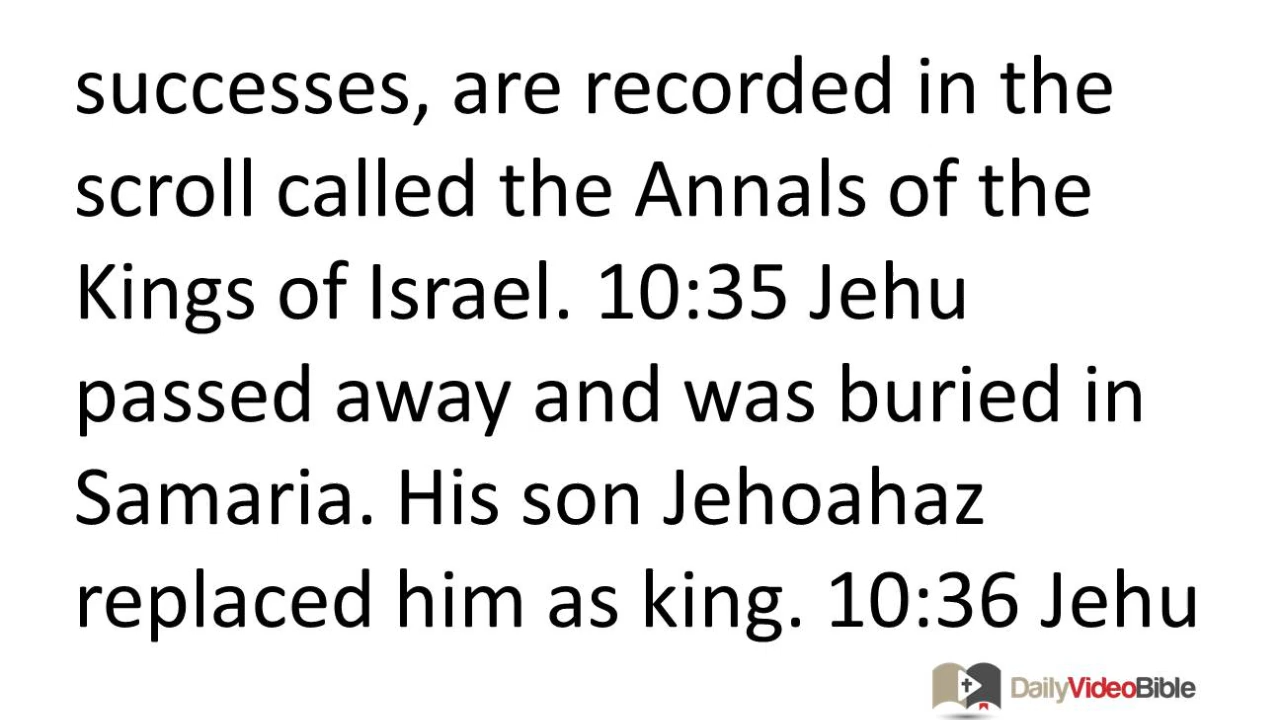 successes, are recorded in the
scroll called the Annals of the
Kings of Israel. 10:35 Jehu
passed away and was buried in
Samaria. His son Jehoahaz
replaced him as king. 10:36 Jehu
DailyVideoBible